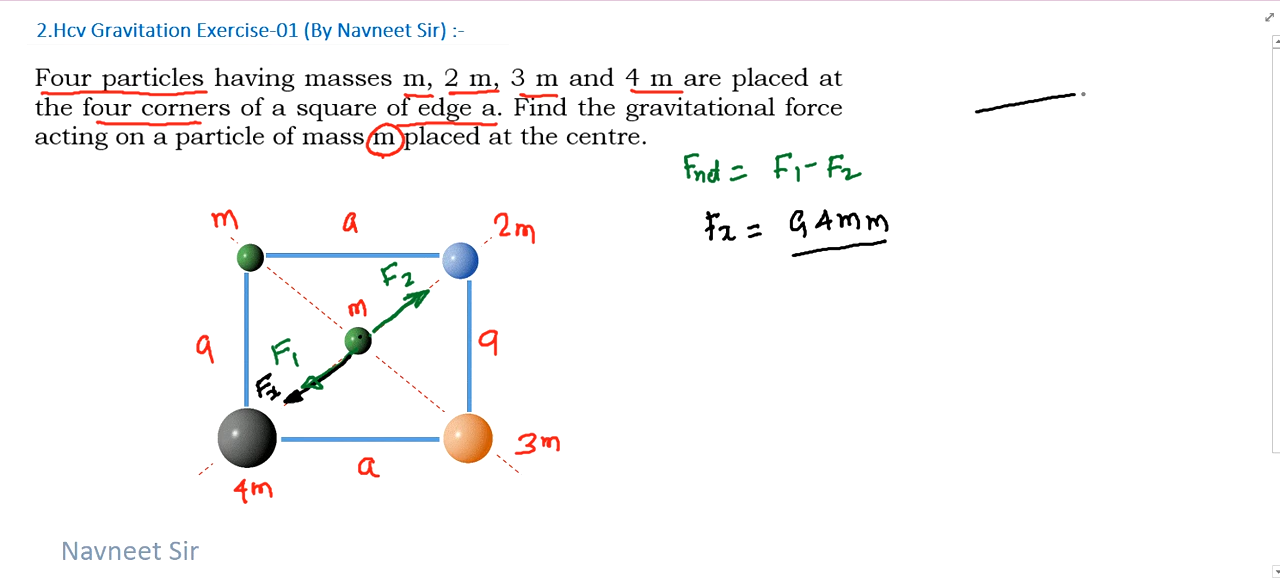 2.Hcv Gravitation Exercise-01 (By Navneet Sir) :-
Four particles having masses m, 2 m, 3 m and 4 m are placed at
the four corners of a square of edge a. Find the gravitational force
acting on a particle of mass m placed at the centre.
Fnet = F1 - F2
Fx = G4mm
m
a
2m
F2
m
a
F1
a
Fx
3m
a
4m
Navneet Sir